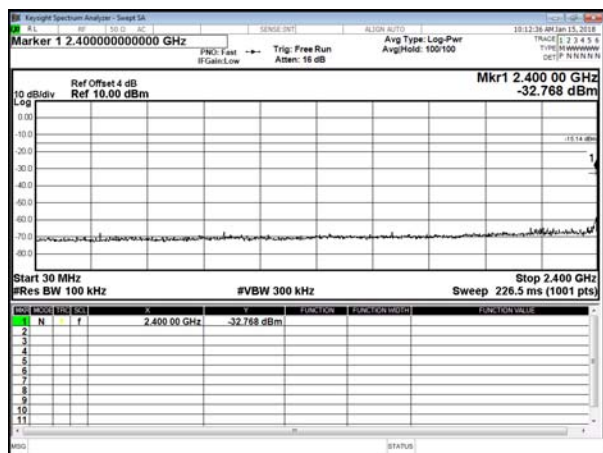 Keysight Spectrum Analyzer - Swept SA
RL RF 50 Ω AC SENSE:INT ALIGN AUTO 10:12:36 AM Jan 15, 2018
Marker 1 2.400000000000 GHz
PNO: Fast
IFGain:Low
Trig: Free Run
Atten: 16 dB
Avg Type: Log-Pwr
Avg|Hold: 100/100
TRACE 1 2 3 4 5 6
TYPE M WWWWW
DET P N N N N N
Ref Offset 4 dB
10 dB/div Ref 10.00 dBm
Log
Mkr1 2.400 00 GHz
-32.768 dBm
0.00
-10.0
-15.14 dBm
1
-20.0
-30.0
-40.0
-50.0
-60.0
-70.0
-80.0
Start 30 MHz Stop 2.400 GHz
#Res BW 100 kHz #VBW 300 kHz Sweep 226.5 ms (1001 pts)
MKR MODE TRC SCL X Y FUNCTION FUNCTION WIDTH FUNCTION VALUE
1 N 1 f 2.400 00 GHz -32.768 dBm
2
3
4
5
6
7
8
9
10
11
MSG STATUS